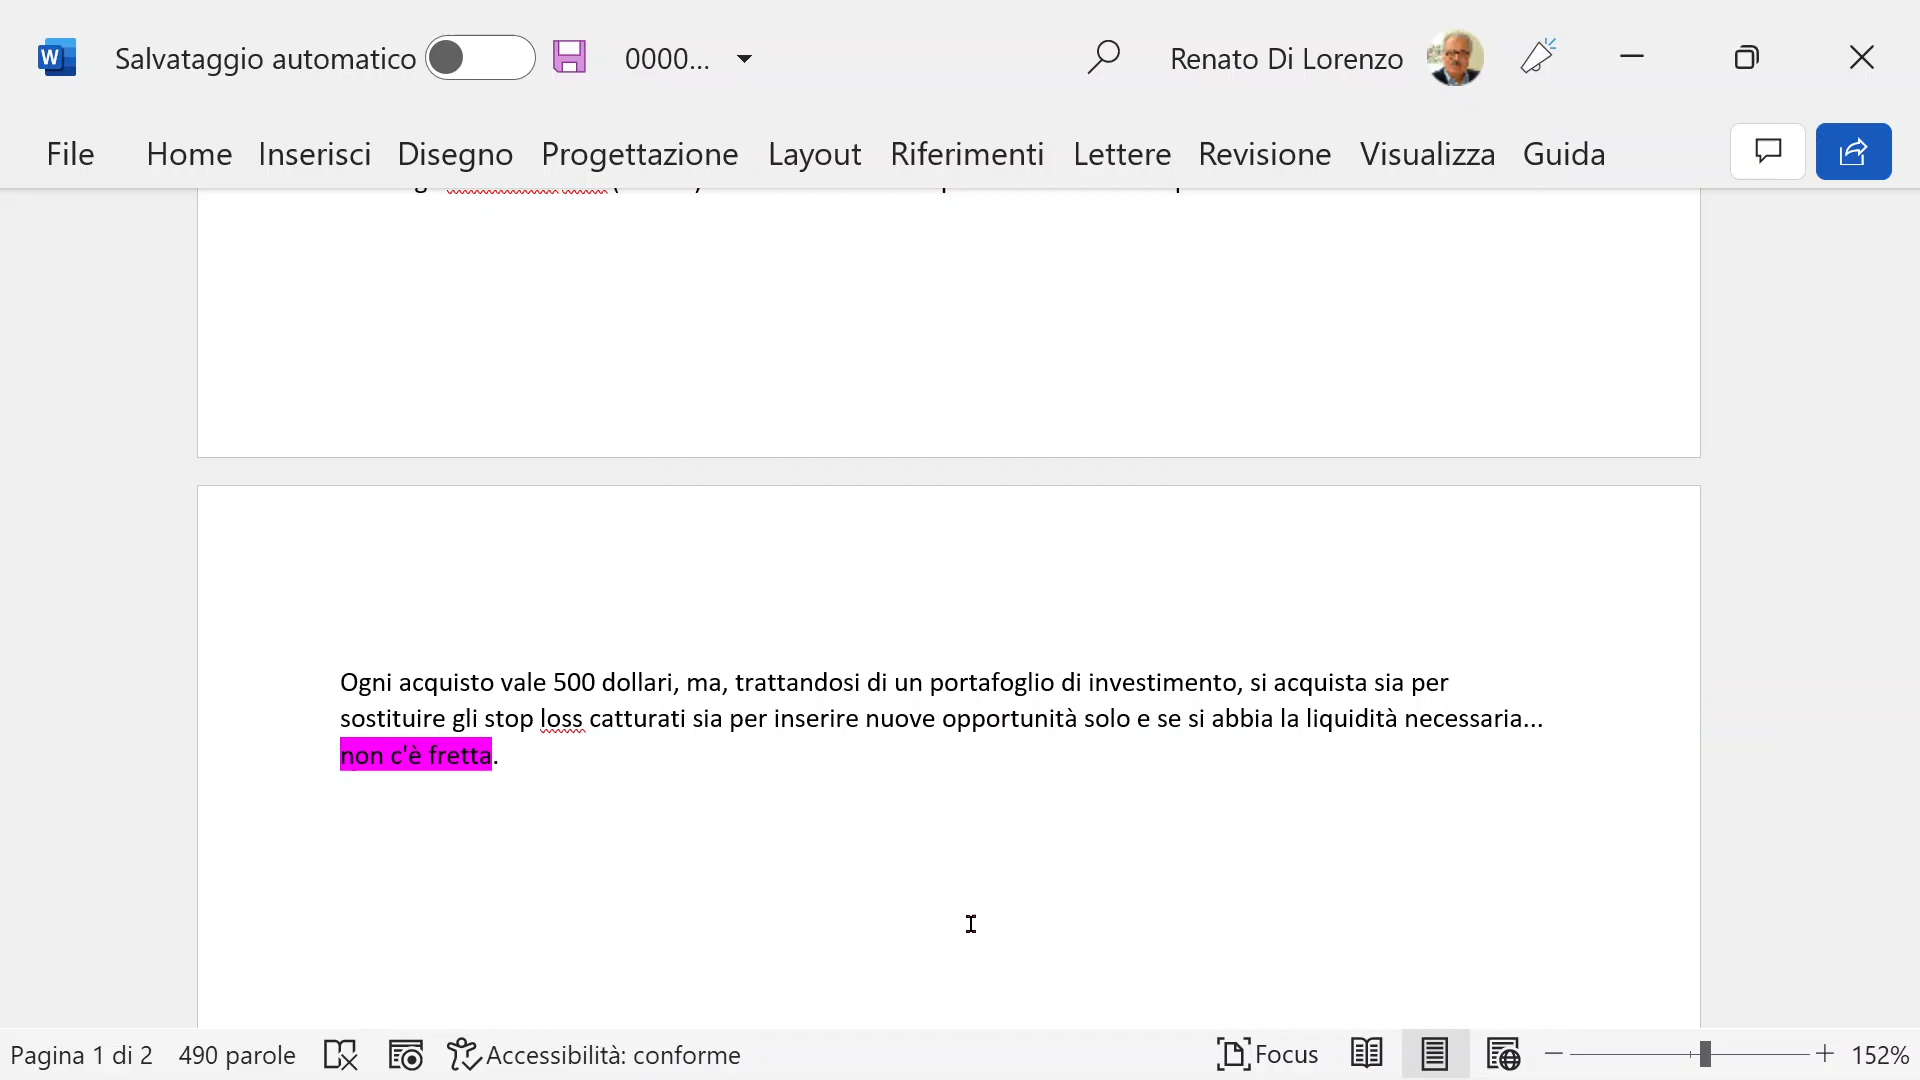 W
Salvataggio automatico
0000...
Renato Di Lorenzo
File Home Inserisci Disegno Progettazione Layout Riferimenti Lettere Revisione Visualizza Guida
Ogni acquisto vale 500 dollari, ma, trattandosi di un portafoglio di investimento, si acquista sia per
sostituire gli stop loss catturati sia per inserire nuove opportunità solo e se si abbia la liquidità necessaria...
non c'è fretta.
Pagina 1 di 2 490 parole Accessibilità: conforme Focus 152%